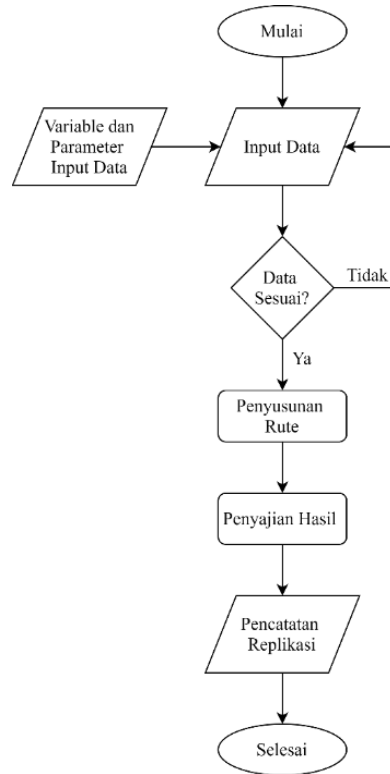 Mulai
Variable dan
Parameter
Input Data
Input Data
Data
Sesuai?
Tidak
Ya
Penyusunan
Rute
Penyajian Hasil
Pencatatan
Replikasi
Selesai